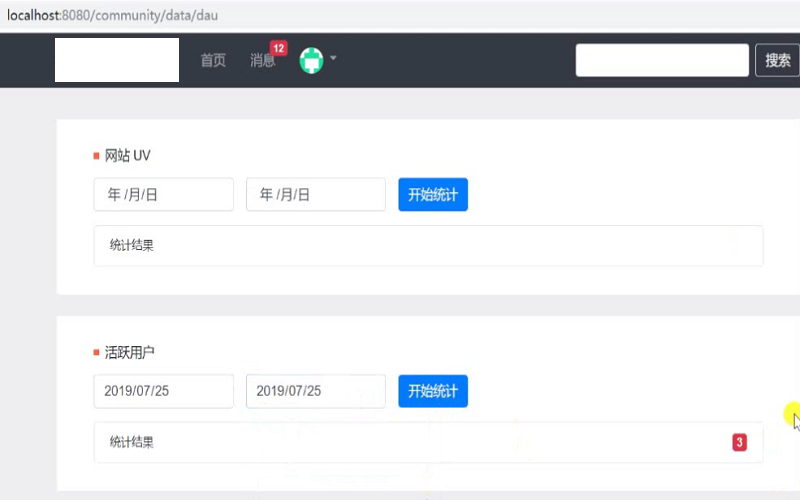 localhost:8080/community/data/dau
首页 消息 12 搜索
网站 UV
年 /月/日 年 /月/日 开始统计
统计结果
活跃用户
2019/07/25 2019/07/25 开始统计
统计结果 3